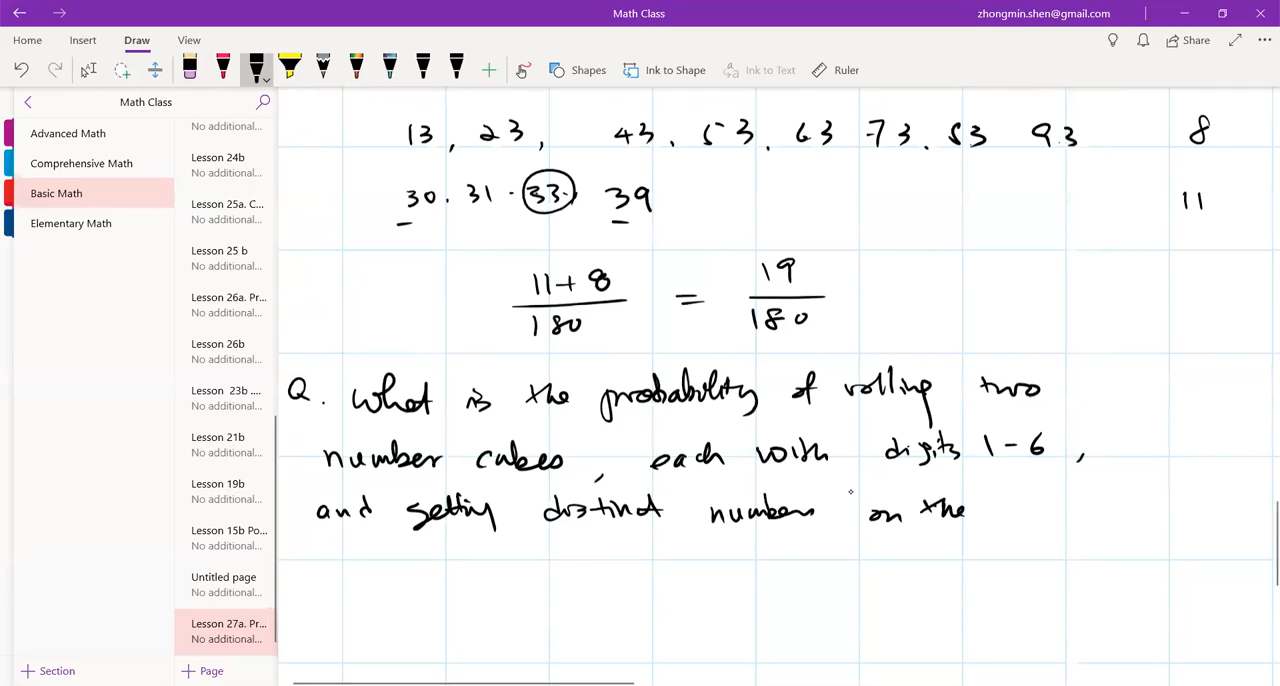 Math Class
zhongmin.shen@gmail.com
Home Insert Draw View
Share
Shapes Ink to Shape Ink to Text Ruler
Math Class
Advanced Math
Comprehensive Math
Basic Math
Elementary Math
No additional...
Lesson 24b
No additional...
Lesson 25a. C...
No additional...
Lesson 25 b
No additional...
Lesson 26a. Pr...
No additional...
Lesson 26b
No additional...
Lesson 23b ....
No additional...
Lesson 21b
No additional...
Lesson 19b
No additional...
Lesson 15b Po...
No additional...
Untitled page
No additional...
Lesson 27a. Pr...
No additional...
Section
Page
13, 23, 43, 53, 63 73, 83 93 8
30. 31 . 33. 39 11
11+8 / 180 = 19 / 180
Q. What is the probability of rolling two
number cubes, each with digits 1-6,
and getting distinct numbers on the